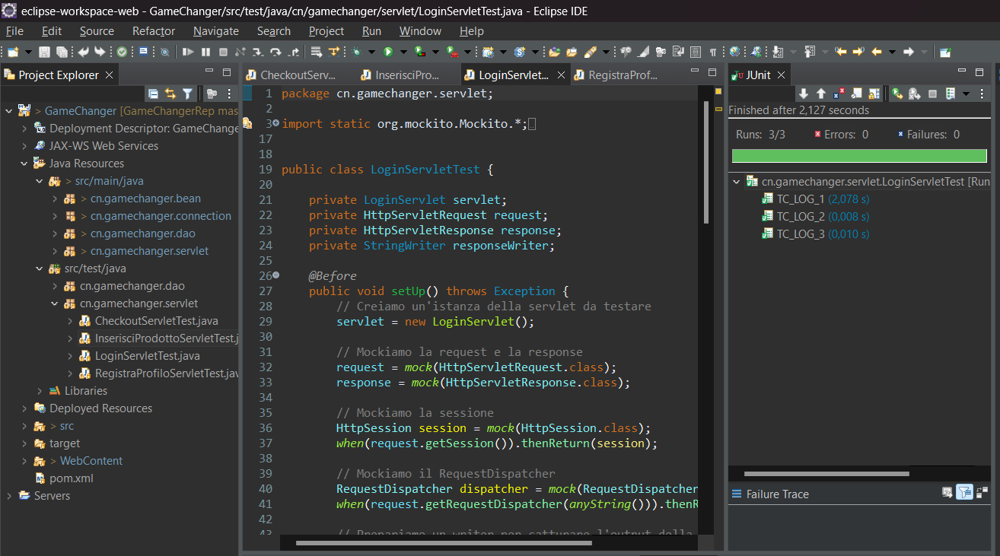 eclipse-workspace-web - GameChanger/src/test/java/cn/gamechanger/servlet/LoginServletTest.java - Eclipse IDE
File Edit Source Refactor Navigate Search Project Run Window Help
Project Explorer
GameChanger [GameChangerRep mas
Deployment Descriptor: GameChange
JAX-WS Web Services
Java Resources
> src/main/java
> cn.gamechanger.bean
> cn.gamechanger.connection
> cn.gamechanger.dao
> cn.gamechanger.servlet
src/test/java
cn.gamechanger.dao
cn.gamechanger.servlet
CheckoutServletTest.java
InserisciProdottoServletTest.j
LoginServletTest.java
RegistraProfiloServletTest.jav
Libraries
Deployed Resources
> src
target
> WebContent
pom.xml
Servers
CheckoutServ... InserisciPro... LoginServlet... RegistraProf...
1 package cn.gamechanger.servlet;
2
3 import static org.mockito.Mockito.*;
17
18
19 public class LoginServletTest {
20
21 private LoginServlet servlet;
22 private HttpServletRequest request;
23 private HttpServletResponse response;
24 private StringWriter responseWriter;
25
26 @Before
27 public void setUp() throws Exception {
28 // Creiamo un'istanza della servlet da testare
29 servlet = new LoginServlet();
30
31 // Mockiamo la request e la response
32 request = mock(HttpServletRequest.class);
33 response = mock(HttpServletResponse.class);
34
35 // Mockiamo la sessione
36 HttpSession session = mock(HttpSession.class);
37 when(request.getSession()).thenReturn(session);
38
39 // Mockiamo il RequestDispatcher
40 RequestDispatcher dispatcher = mock(RequestDispatcher
41 when(request.getRequestDispatcher(anyString())).thenR
42
43 // Prepariamo un writer per catturare l'output della
JUnit
Finished after 2,127 seconds
Runs: 3/3 Errors: 0 Failures: 0
cn.gamechanger.servlet.LoginServletTest [Run
TC_LOG_1 (2,078 s)
TC_LOG_2 (0,008 s)
TC_LOG_3 (0,010 s)
Failure Trace